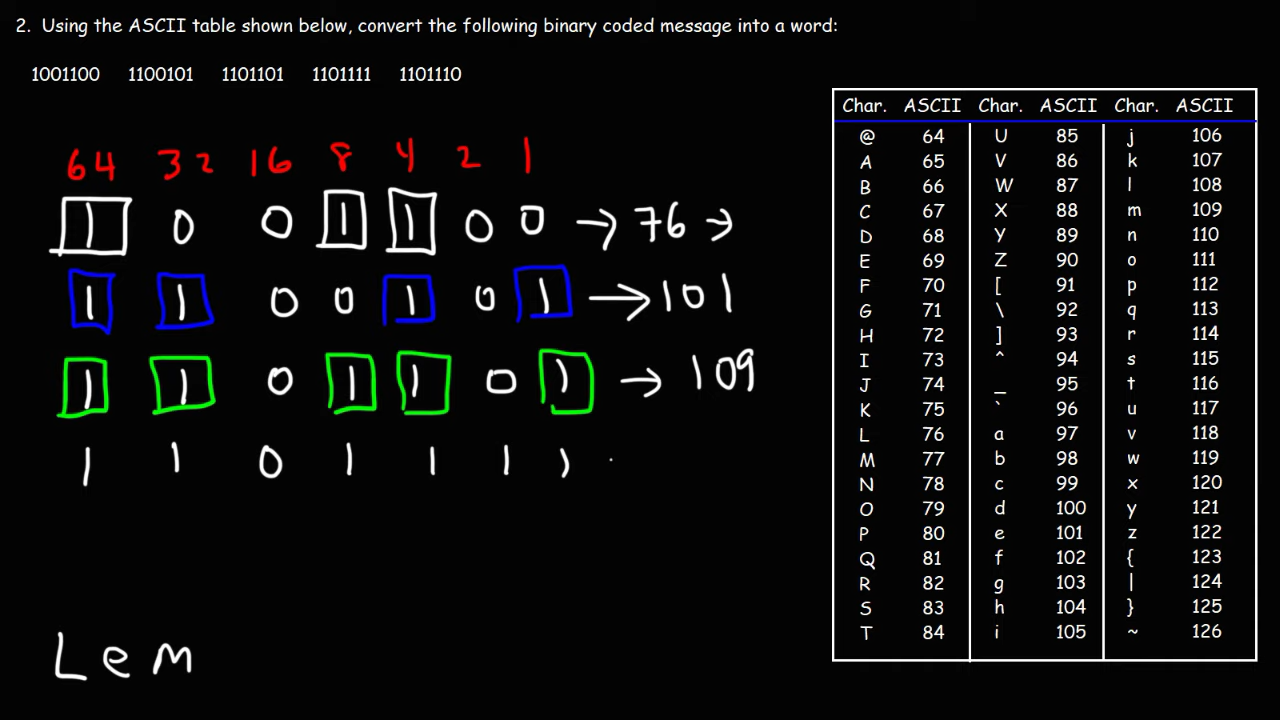 2. Using the ASCII table shown below, convert the following binary coded message into a word:
1001100 1100101 1101101 1101111 1101110
64 32 16 8 4 2 1
1 0 0 1 1 0 0 → 76 →
1 1 0 0 1 0 1 → 101
1 1 0 1 1 0 1 → 109
1 1 0 1 1 1 1
Lem
Char. ASCII Char. ASCII Char. ASCII
@ 64 U 85 j 106
A 65 V 86 k 107
B 66 W 87 l 108
C 67 X 88 m 109
D 68 Y 89 n 110
E 69 Z 90 o 111
F 70 [ 91 p 112
G 71 \ 92 q 113
H 72 ] 93 r 114
I 73 ^ 94 s 115
J 74 _ 95 t 116
K 75 ` 96 u 117
L 76 a 97 v 118
M 77 b 98 w 119
N 78 c 99 x 120
O 79 d 100 y 121
P 80 e 101 z 122
Q 81 f 102 { 123
R 82 g 103 | 124
S 83 h 104 } 125
T 84 i 105 ~ 126